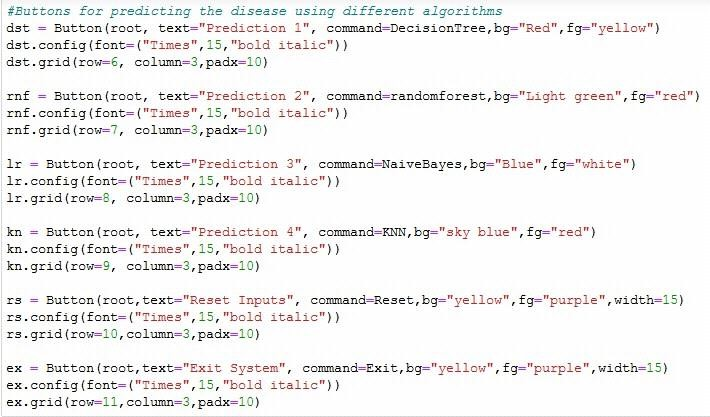 #Buttons for predicting the disease using different algorithms
dst = Button(root, text="Prediction 1", command=DecisionTree,bg="Red",fg="yellow")
dst.config(font=("Times",15,"bold italic"))
dst.grid(row=6, column=3,padx=10)
rnf = Button(root, text="Prediction 2", command=randomforest,bg="Light green",fg="red")
rnf.config(font=("Times",15,"bold italic"))
rnf.grid(row=7, column=3,padx=10)
lr = Button(root, text="Prediction 3", command=NaiveBayes,bg="Blue",fg="white")
lr.config(font=("Times",15,"bold italic"))
lr.grid(row=8, column=3,padx=10)
kn = Button(root, text="Prediction 4", command=KNN,bg="sky blue",fg="red")
kn.config(font=("Times",15,"bold italic"))
kn.grid(row=9, column=3,padx=10)
rs = Button(root,text="Reset Inputs", command=Reset,bg="yellow",fg="purple",width=15)
rs.config(font=("Times",15,"bold italic"))
rs.grid(row=10,column=3,padx=10)
ex = Button(root,text="Exit System", command=Exit,bg="yellow",fg="purple",width=15)
ex.config(font=("Times",15,"bold italic"))
ex.grid(row=11,column=3,padx=10)